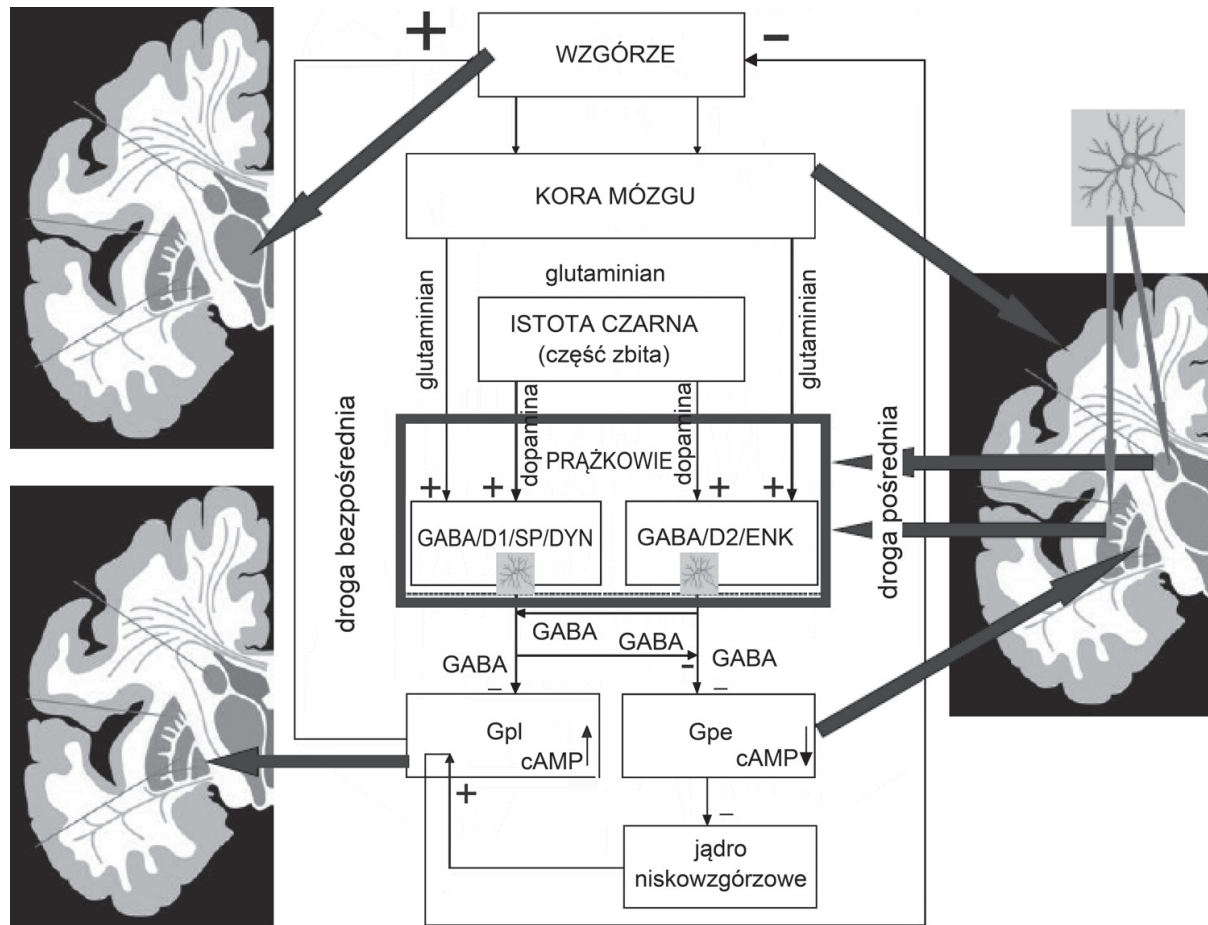 +
–
WZGÓRZE
KORA MÓZGU
glutaminian
glutaminian
glutaminian
ISTOTA CZARNA
(część zbita)
dopamina
dopamina
droga bezpośrednia
droga pośrednia
PRĄŻKOWIE
+ +
+ +
GABA/D1/SP/DYN
GABA/D2/ENK
GABA
GABA
GABA
GABA
-
–
–
GpI
cAMP
Gpe
cAMP
+
–
jądro
niskowzgórzowe